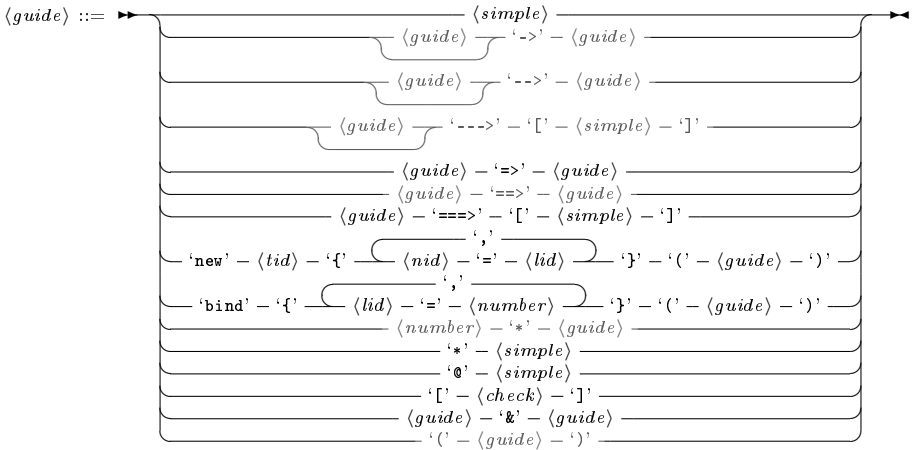 ⟨guide⟩ ::= ⟨simple⟩
⟨guide⟩ ‘->’ ⟨guide⟩
⟨guide⟩ ‘-->’ ⟨guide⟩
⟨guide⟩ ‘--->’ ‘[’ ⟨simple⟩ ‘]’
⟨guide⟩ ‘=>’ ⟨guide⟩
⟨guide⟩ ‘==>’ ⟨guide⟩
⟨guide⟩ ‘===>’ ‘[’ ⟨simple⟩ ‘]’
‘,’
‘new’ ⟨tid⟩ ‘{’ ⟨nid⟩ ‘=’ ⟨lid⟩ ‘}’ ‘(’ ⟨guide⟩ ‘)’
‘,’
‘bind’ ‘{’ ⟨lid⟩ ‘=’ ⟨number⟩ ‘}’ ‘(’ ⟨guide⟩ ‘)’
⟨number⟩ ‘*’ ⟨guide⟩
‘*’ ⟨simple⟩
‘@’ ⟨simple⟩
‘[’ ⟨check⟩ ‘]’
⟨guide⟩ ‘&’ ⟨guide⟩
‘(’ ⟨guide⟩ ‘)’